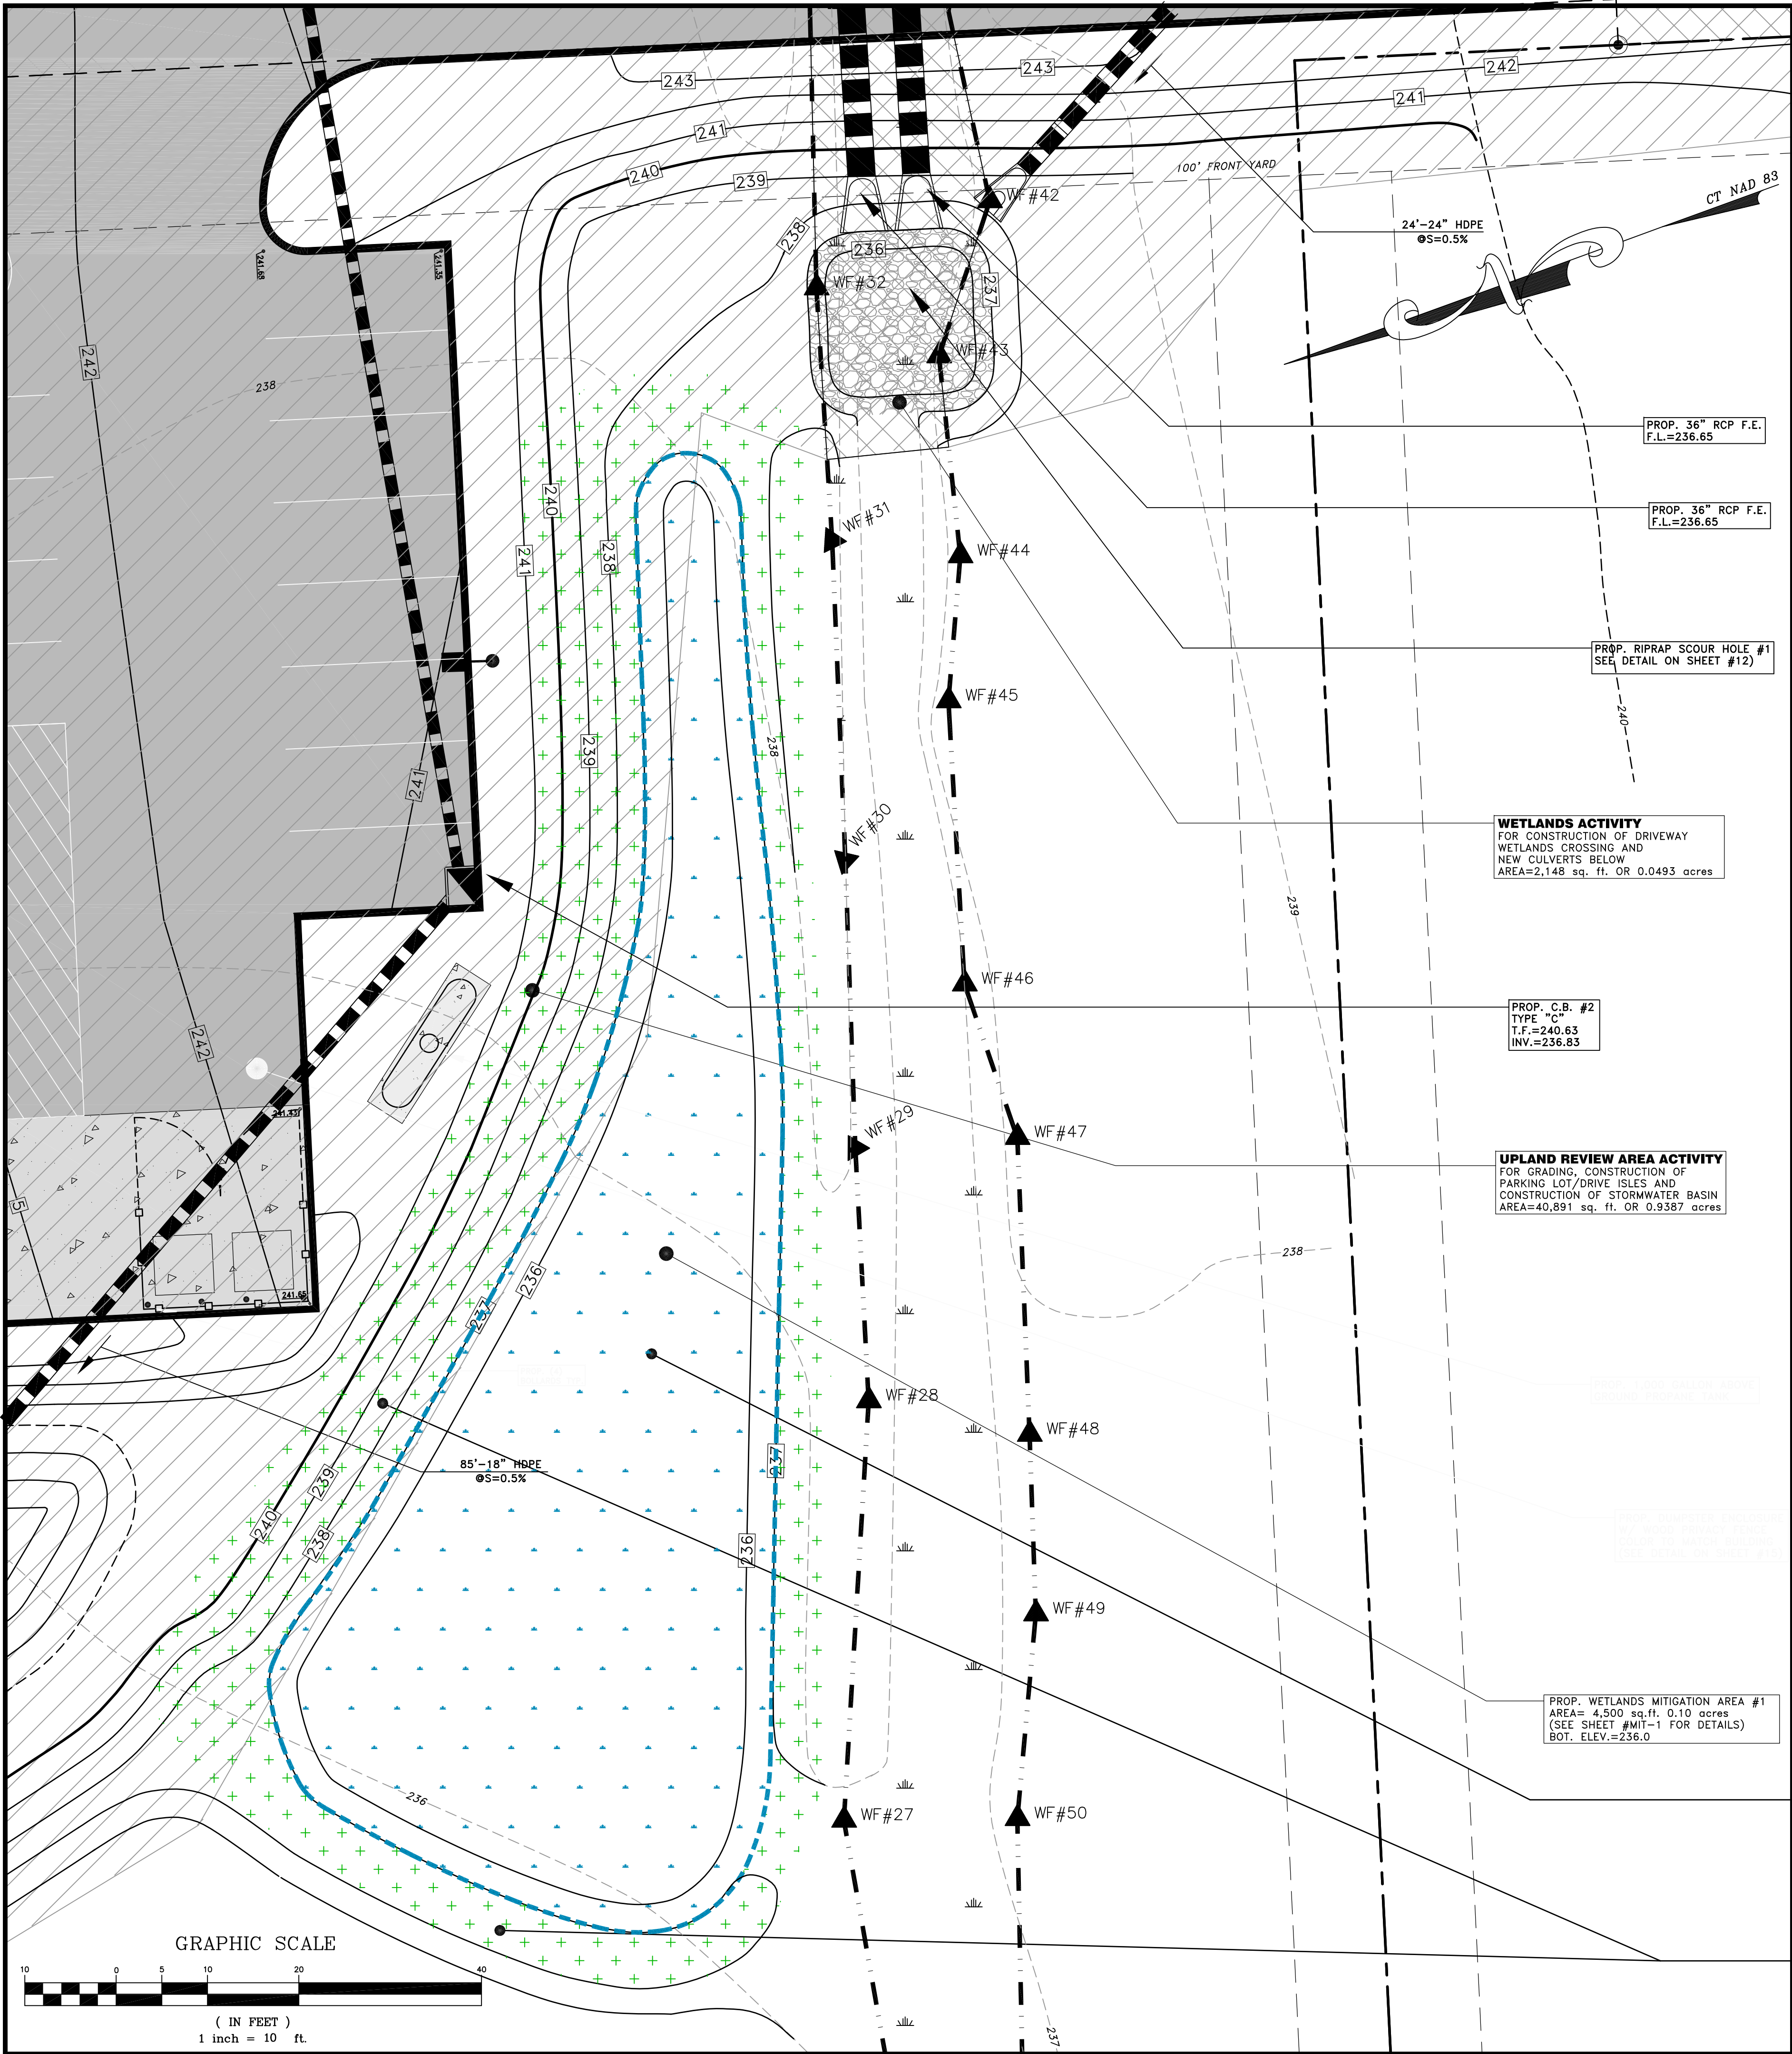 243
243
242
241
241
240
239
100' FRONT YARD
CT NAD 83
WF#42
24'-24" HDPE
@S=0.5%
238
236
241.68
241.35
WF#32
237
242
WF#43
238
PROP. 36" RCP F.E.
F.L.=236.65
240
WF#31
PROP. 36" RCP F.E.
F.L.=236.65
241
238
WF#44
PROP. RIPRAP SCOUR HOLE #1
SEE DETAIL ON SHEET #12)
WF#45
240
239
238
241
WF#30
WETLANDS ACTIVITY
FOR CONSTRUCTION OF DRIVEWAY
WETLANDS CROSSING AND
NEW CULVERTS BELOW
AREA=2,148 sq. ft. OR 0.0493 acres
239
WF#46
PROP. C.B. #2
TYPE "C"
T.F.=240.63
INV.=236.83
242
241.43
WF#29
WF#47
UPLAND REVIEW AREA ACTIVITY
FOR GRADING, CONSTRUCTION OF
PARKING LOT/DRIVE ISLES AND
CONSTRUCTION OF STORMWATER BASIN
AREA=40,891 sq. ft. OR 0.9387 acres
5
238
236
241.65
237
WF#28
WF#48
85'-18" HDPE
@S=0.5%
237
239
240
238
236
WF#49
PROP. WETLANDS MITIGATION AREA #1
AREA= 4,500 sq.ft. 0.10 acres
(SEE SHEET #MIT-1 FOR DETAILS)
BOT. ELEV.=236.0
236
WF#27
WF#50
GRAPHIC SCALE
10 0 5 10 20 40
( IN FEET )
1 inch = 10 ft.
237